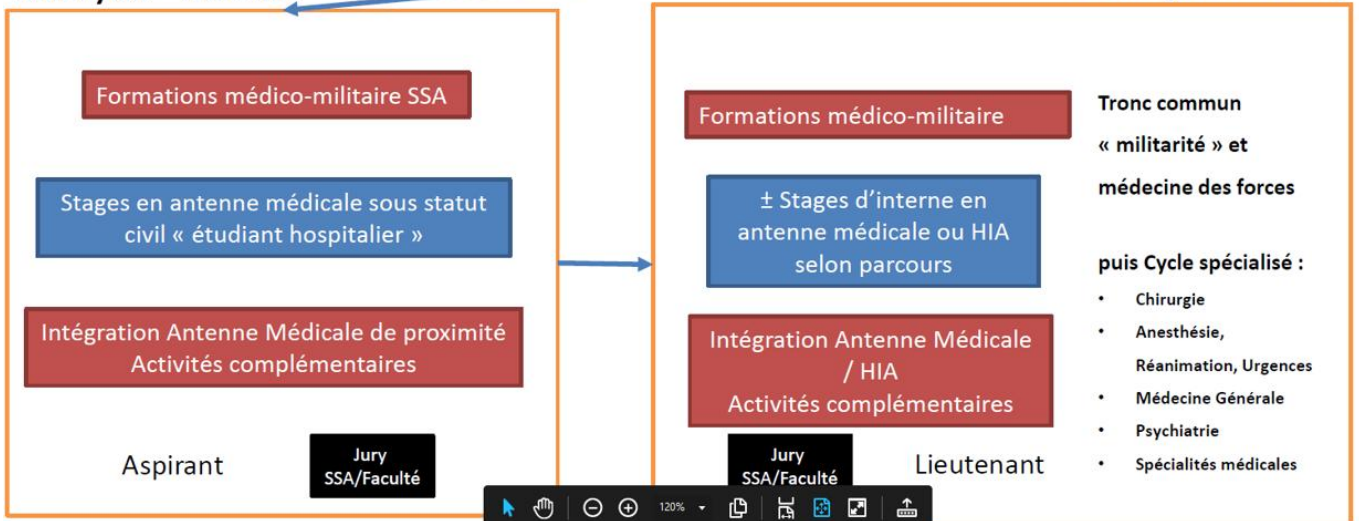 Formations médico-militaire SSA
Stages en antenne médicale sous statut
civil « étudiant hospitalier »
Intégration Antenne Médicale de proximité
Activités complémentaires
Aspirant
Jury
SSA/Faculté
Formations médico-militaire
± Stages d’interne en
antenne médicale ou HIA
selon parcours
Intégration Antenne Médicale
/ HIA
Activités complémentaires
Jury
SSA/Faculté
Lieutenant
Tronc commun
« militarité » et
médecine des forces
puis Cycle spécialisé :
• Chirurgie
• Anesthésie,
Réanimation, Urgences
• Médecine Générale
• Psychiatrie
• Spécialités médicales
120%